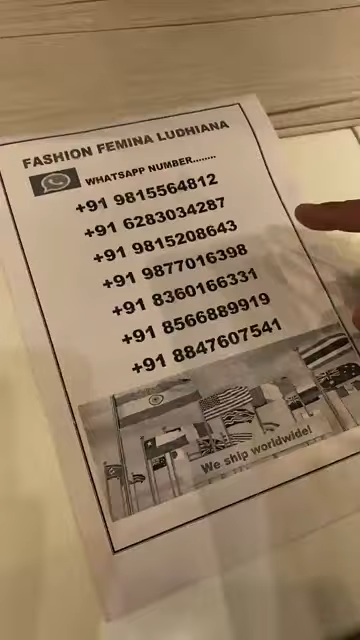 FASHION FEMINA LUDHIANA
WHATSAPP NUMBER........
+91 9815564812
+91 6283034287
+91 9815208643
+91 9877016398
+91 8360166331
+91 8566889919
+91 8847607541
We ship worldwide!